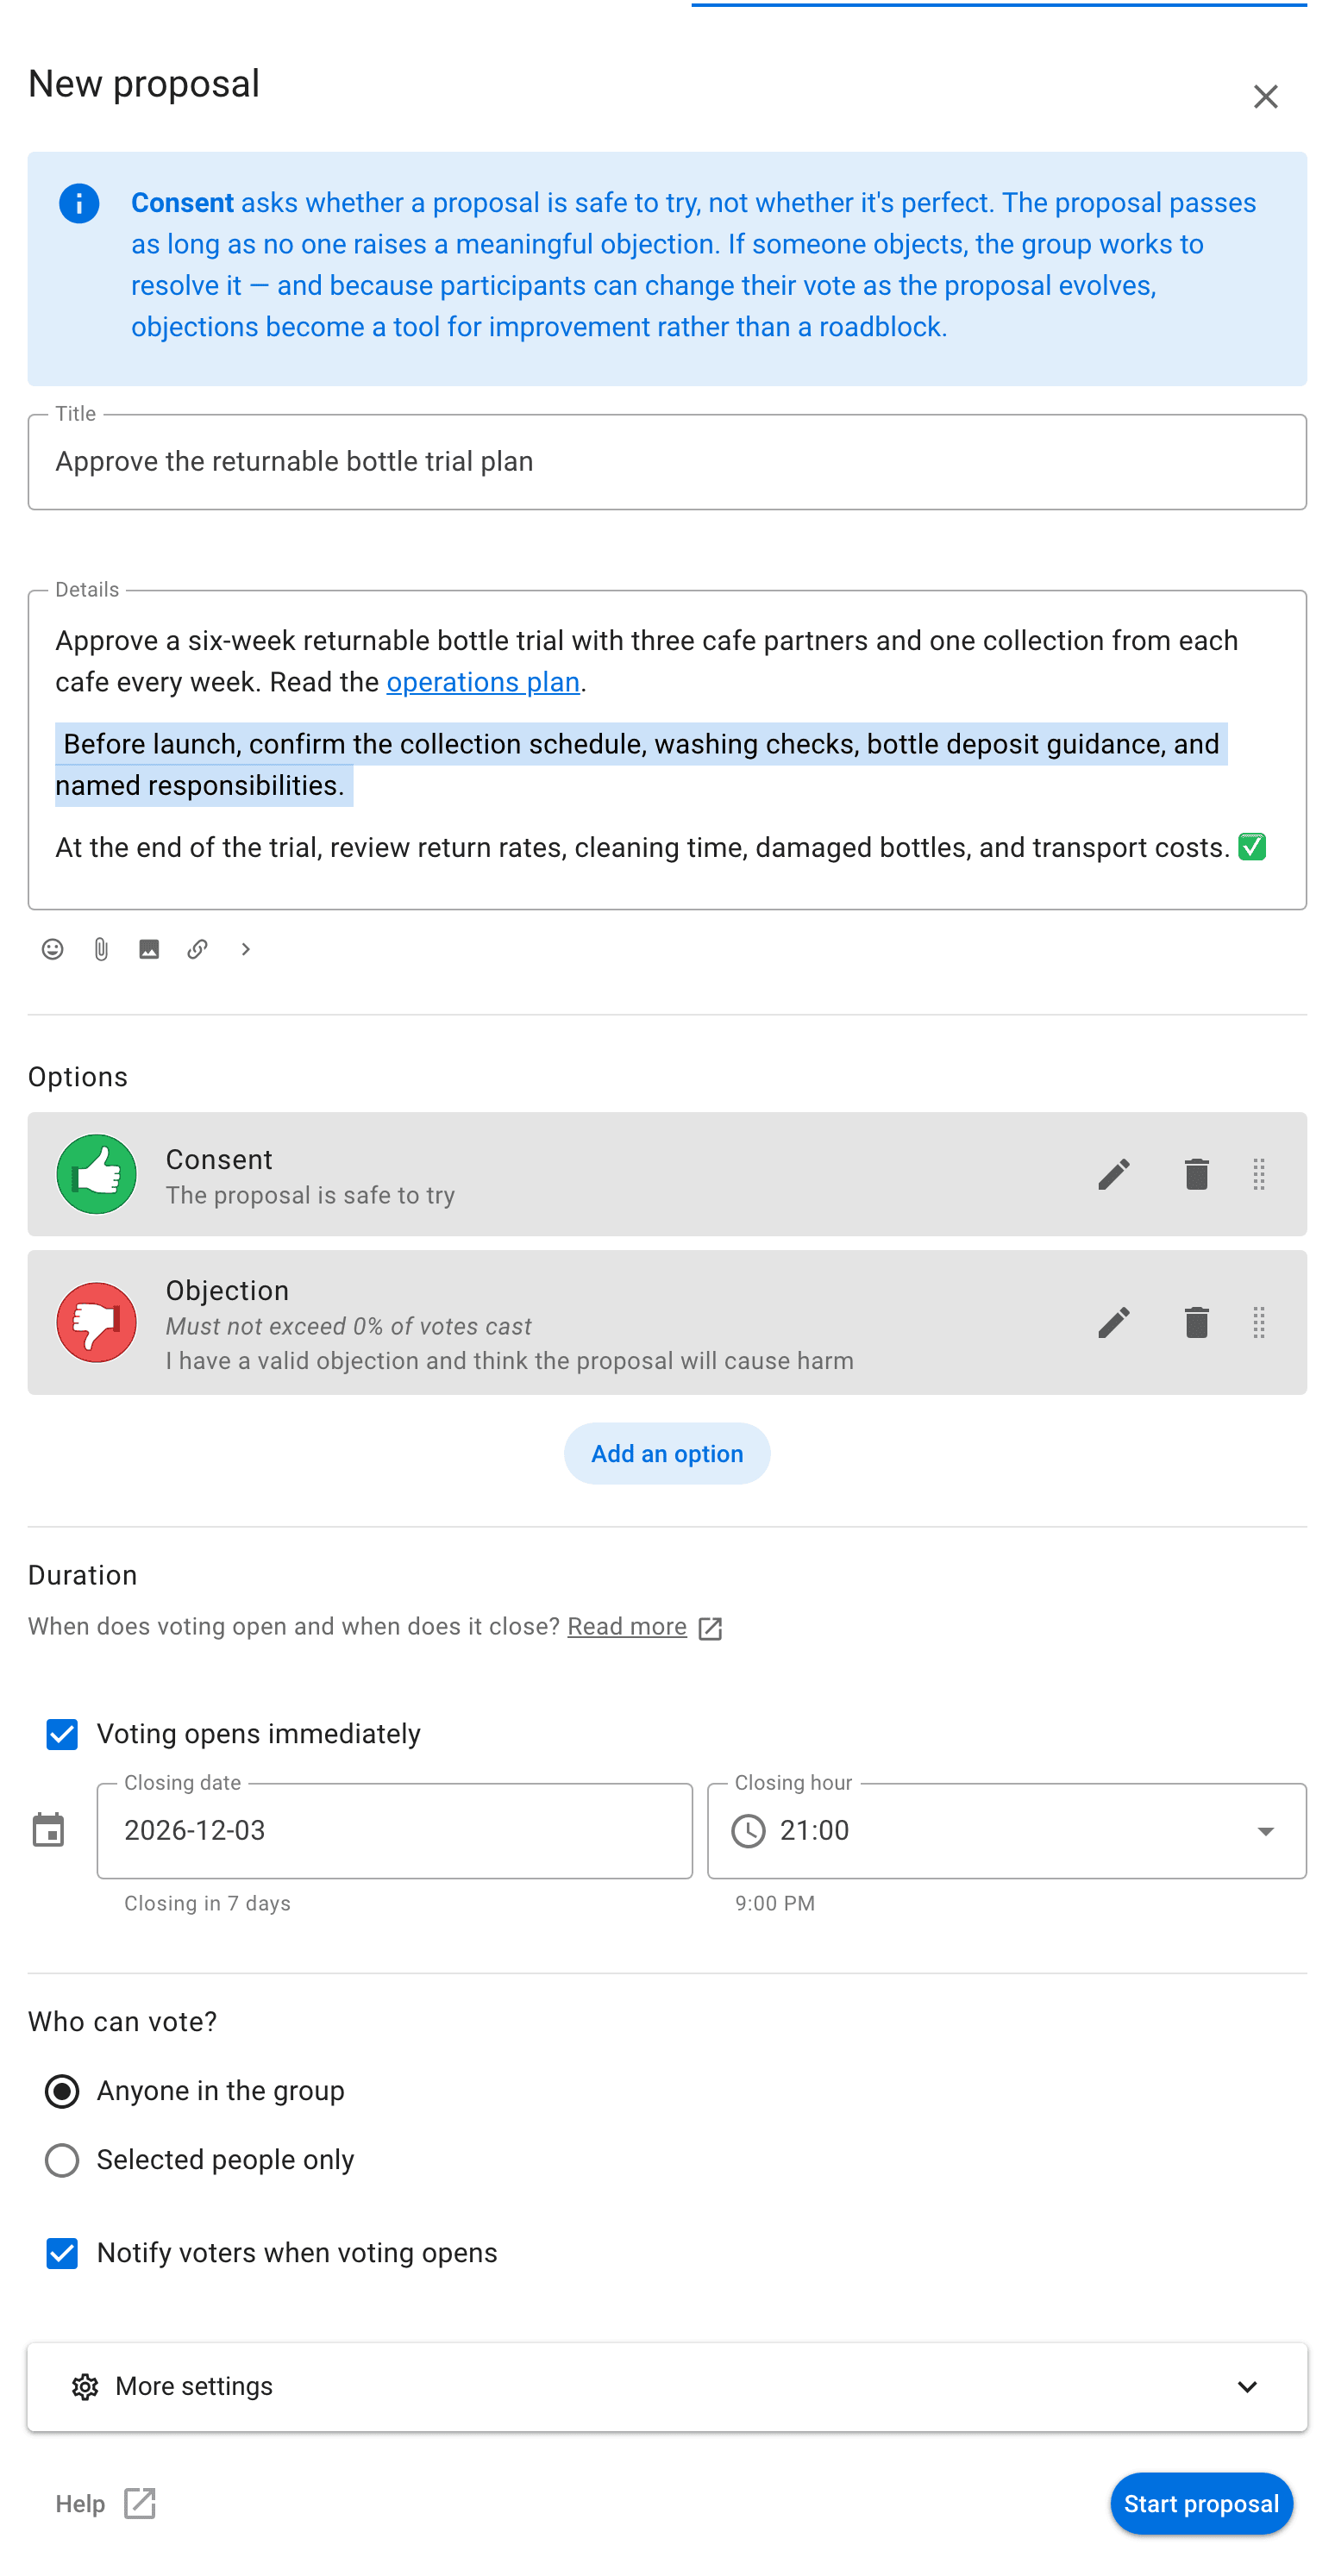 New proposal
Consent asks whether a proposal is safe to try, not whether it's perfect. The proposal passes
as long as no one raises a meaningful objection. If someone objects, the group works to
resolve it — and because participants can change their vote as the proposal evolves,
objections become a tool for improvement rather than a roadblock.
Title
Approve the returnable bottle trial plan
Details
Approve a six-week returnable bottle trial with three cafe partners and one collection from each
cafe every week. Read the operations plan.
Before launch, confirm the collection schedule, washing checks, bottle deposit guidance, and
named responsibilities.
At the end of the trial, review return rates, cleaning time, damaged bottles, and transport costs. ✅
Options
Consent
The proposal is safe to try
Objection
Must not exceed 0% of votes cast
I have a valid objection and think the proposal will cause harm
Add an option
Duration
When does voting open and when does it close? Read more
Voting opens immediately
Closing date
2026-12-03
Closing in 7 days
Closing hour
21:00
9:00 PM
Who can vote?
Anyone in the group
Selected people only
Notify voters when voting opens
More settings
Help
Start proposal